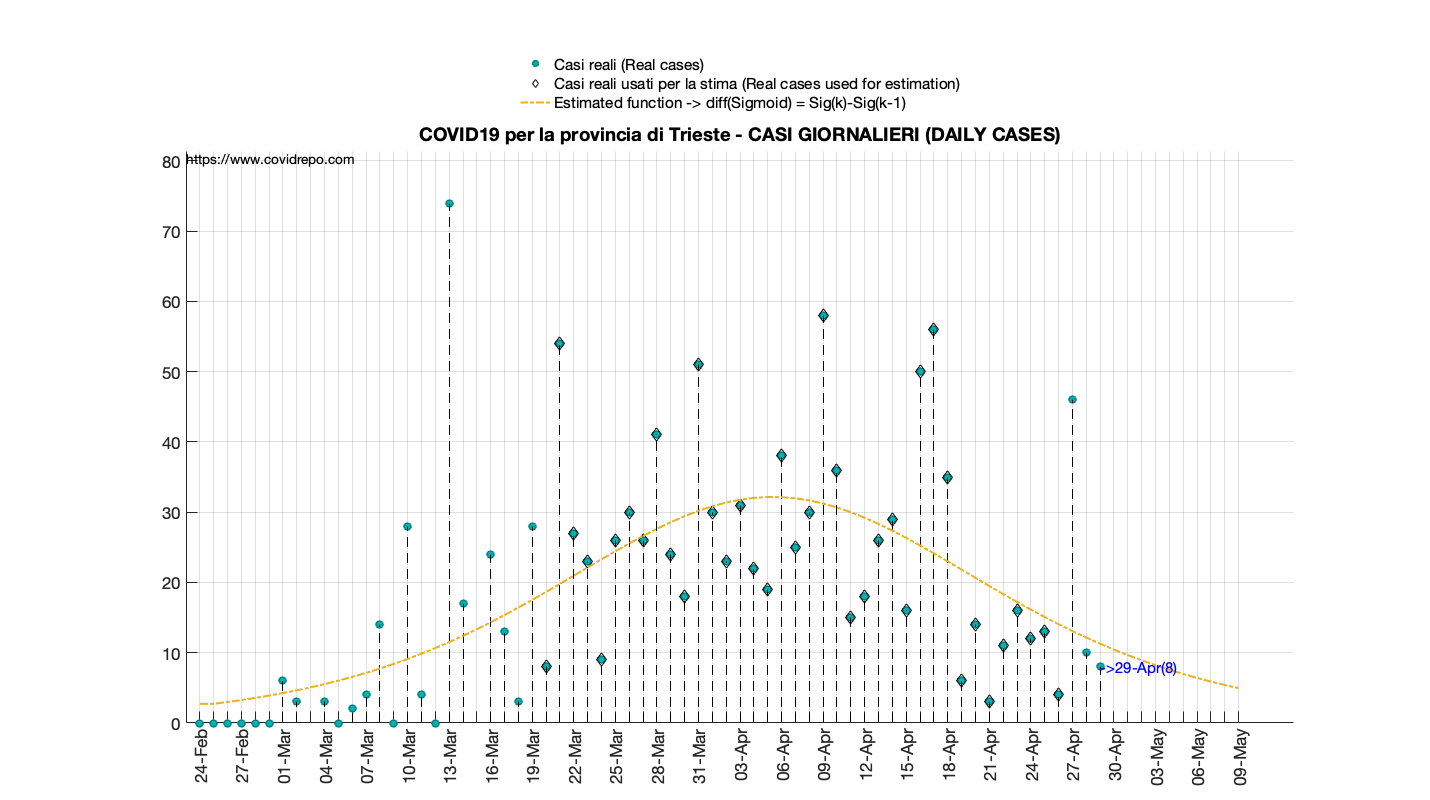 Casi reali (Real cases)
Casi reali usati per la stima (Real cases used for estimation)
Estimated function -> diff(Sigmoid) = Sig(k)-Sig(k-1)
COVID19 per la provincia di Trieste - CASI GIORNALIERI (DAILY CASES)
https://www.covidrepo.com
80
70
60
50
40
30
20
10
0
->29-Apr(8)
24-Feb
27-Feb
01-Mar
04-Mar
07-Mar
10-Mar
13-Mar
16-Mar
19-Mar
22-Mar
25-Mar
28-Mar
31-Mar
03-Apr
06-Apr
09-Apr
12-Apr
15-Apr
18-Apr
21-Apr
24-Apr
27-Apr
30-Apr
03-May
06-May
09-May